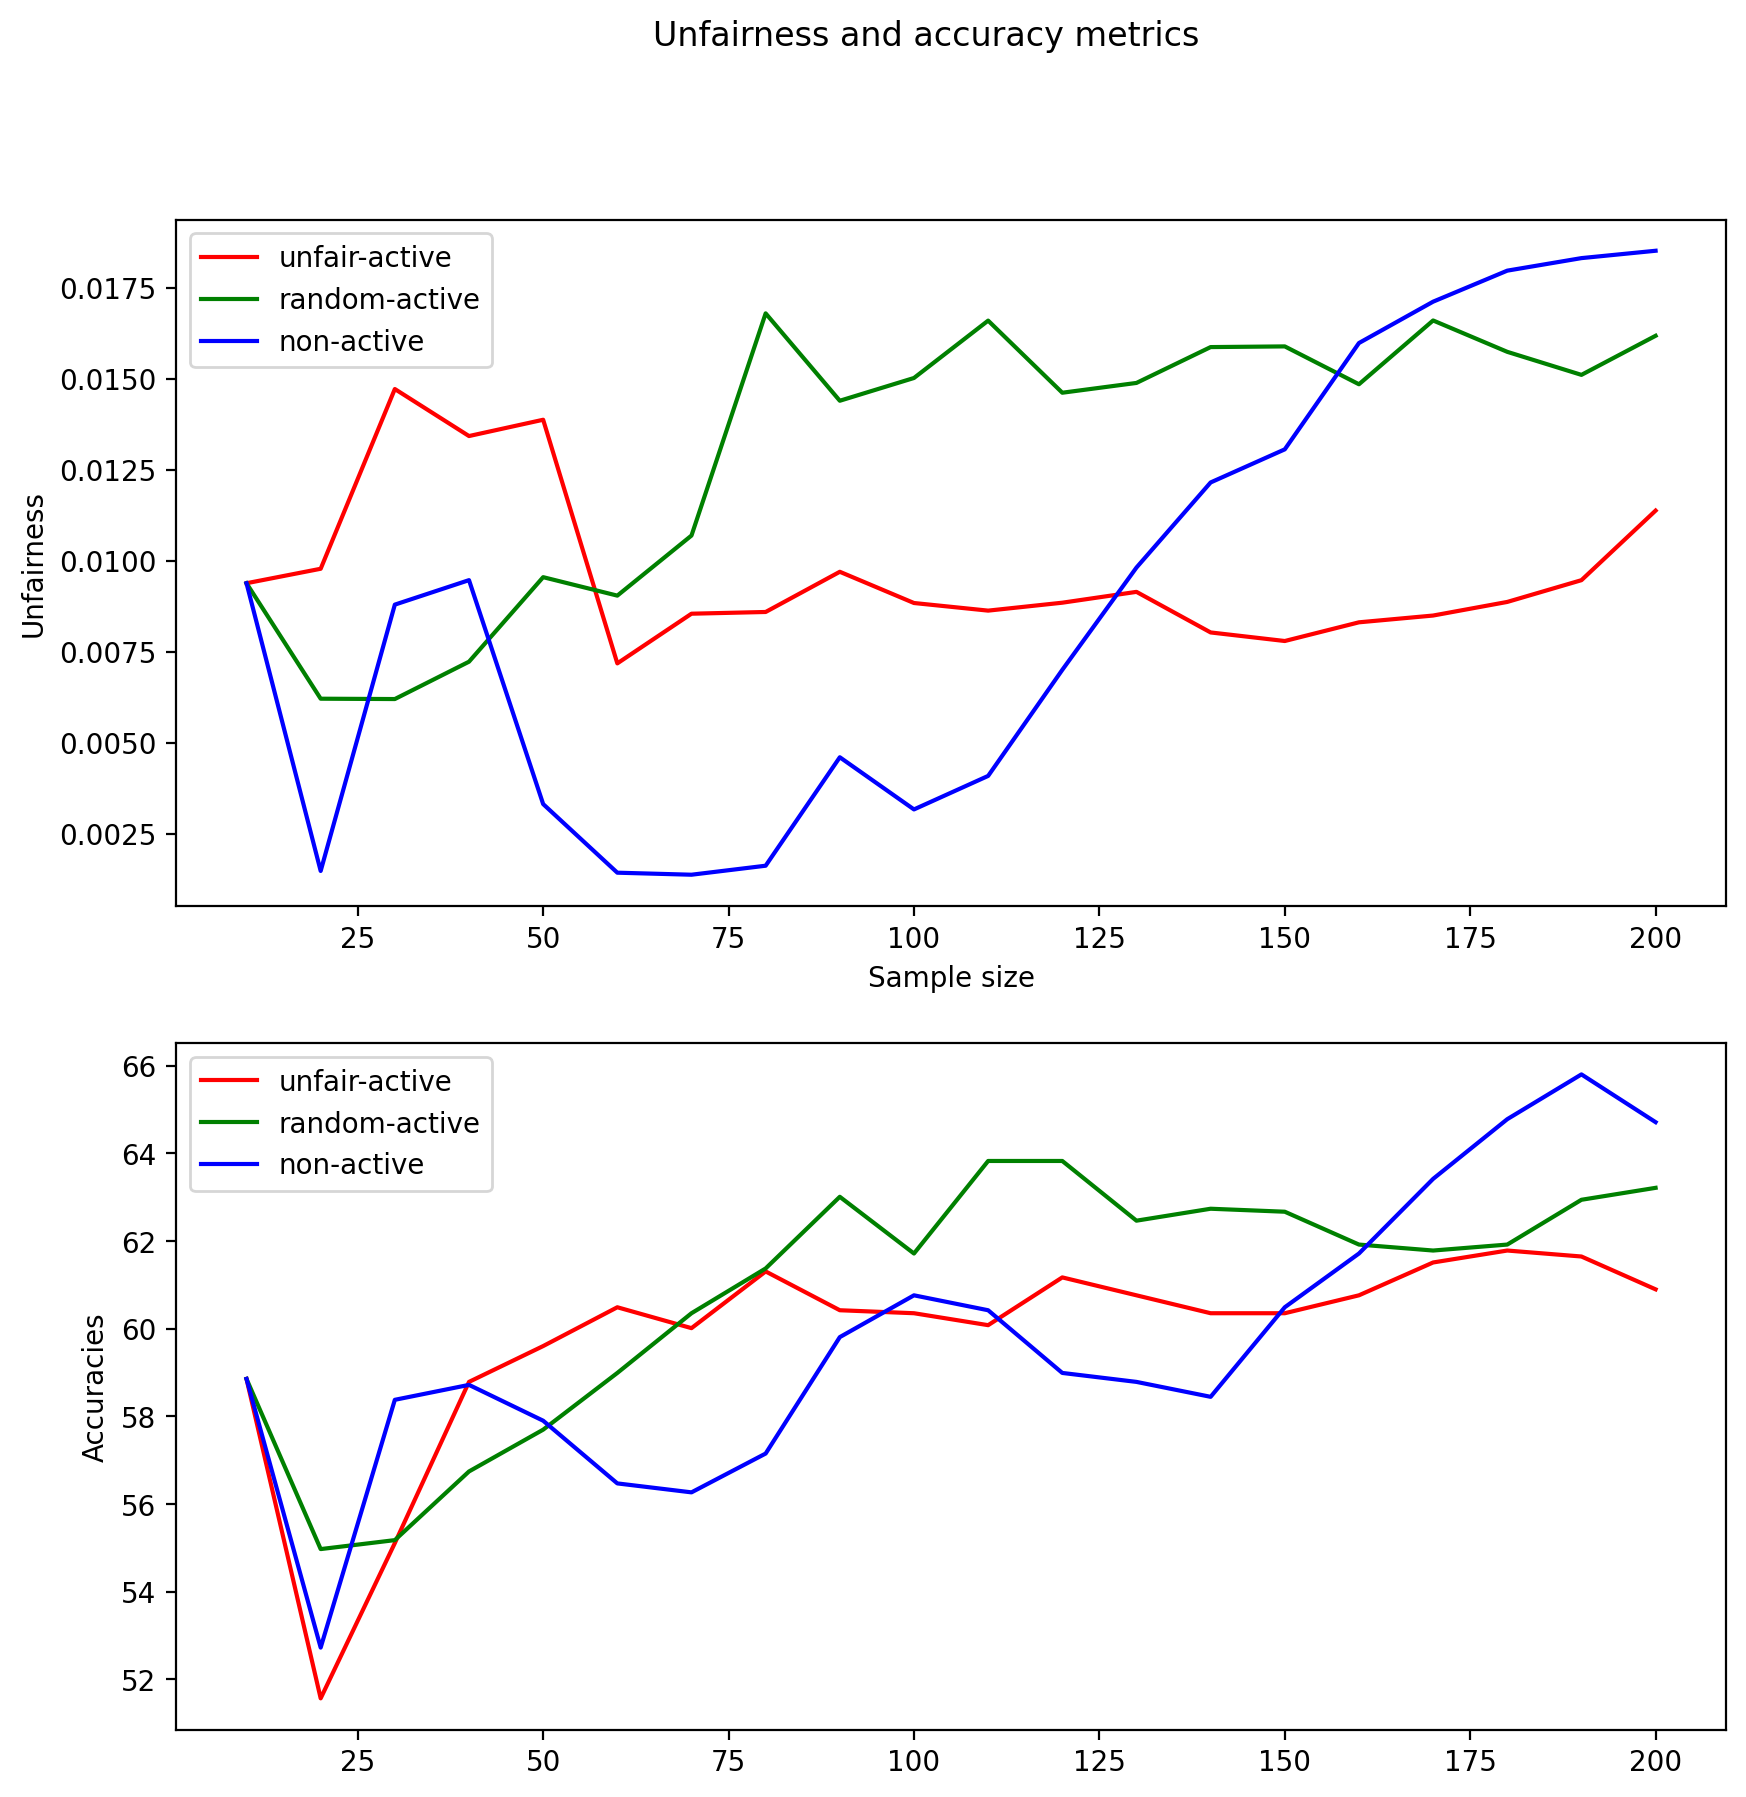 Unfairness and accuracy metrics
unfair-active
random-active
non-active
0.0175
0.0150
0.0125
0.0100
0.0075
0.0050
0.0025
Unfairness
25 50 75 100 125 150 175 200
Sample size
unfair-active
random-active
non-active
66
64
62
60
58
56
54
52
Accuracies
25 50 75 100 125 150 175 200